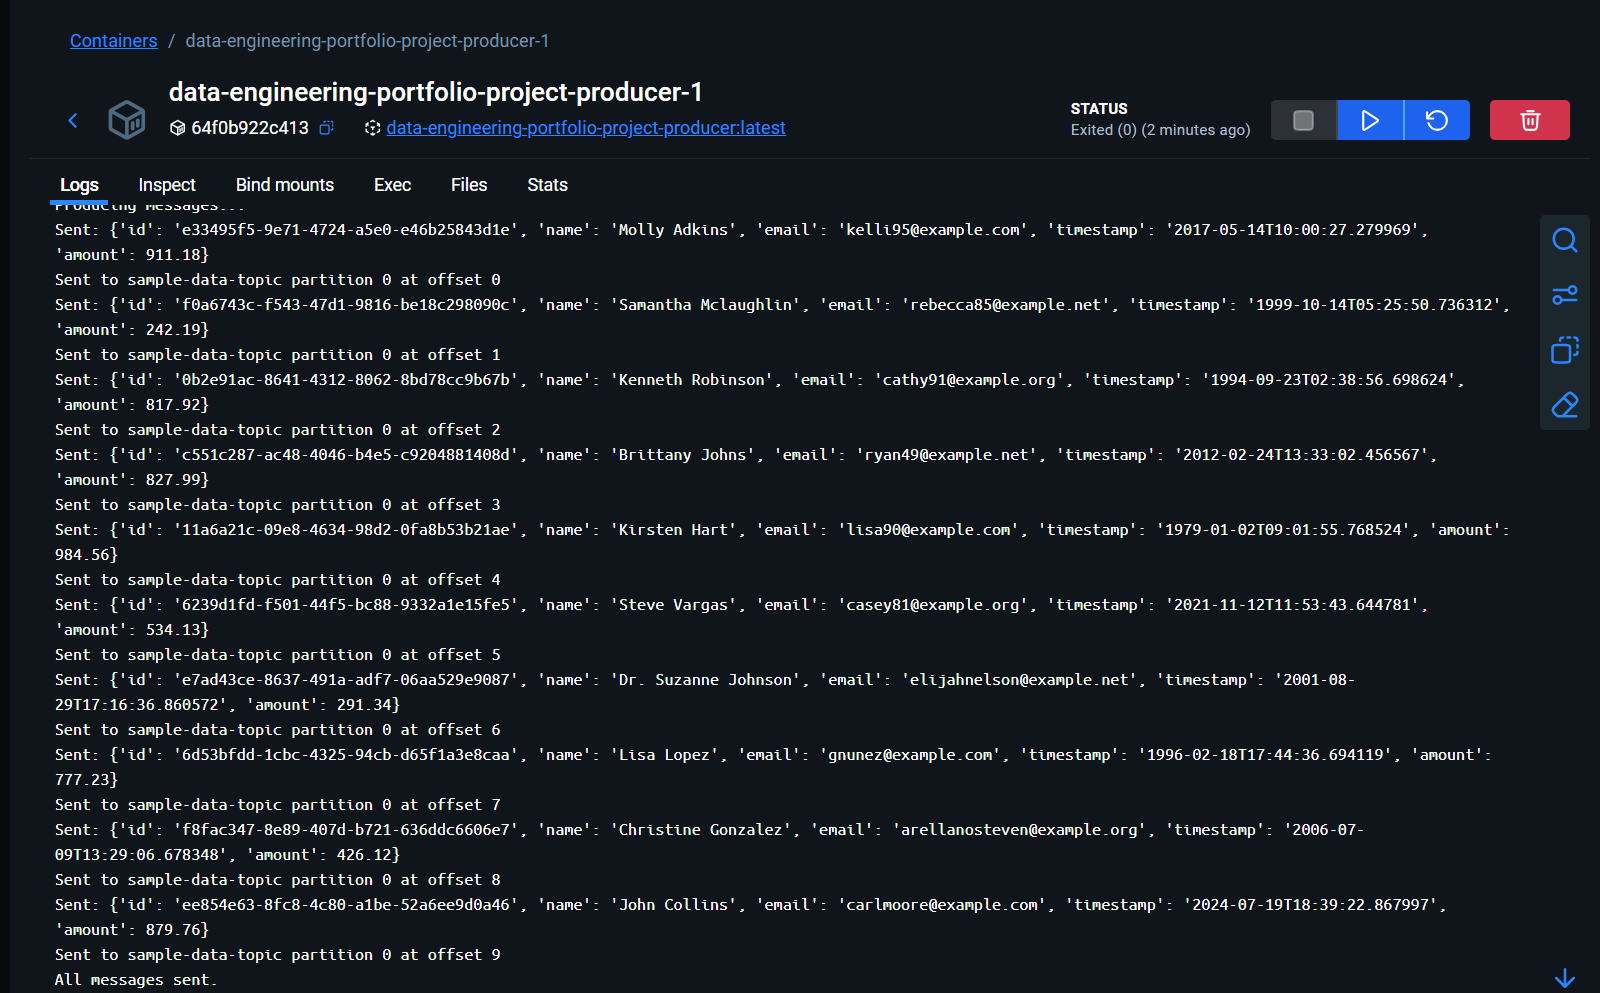 Containers / data-engineering-portfolio-project-producer-1
data-engineering-portfolio-project-producer-1
64f0b922c413 data-engineering-portfolio-project-producer:latest
STATUS
Exited (0) (2 minutes ago)
Logs Inspect Bind mounts Exec Files Stats
Producing messages...
Sent: {'id': 'e33495f5-9e71-4724-a5e0-e46b25843d1e', 'name': 'Molly Adkins', 'email': 'kelli95@example.com', 'timestamp': '2017-05-14T10:00:27.279969',
'amount': 911.18}
Sent to sample-data-topic partition 0 at offset 0
Sent: {'id': 'f0a6743c-f543-47d1-9816-be18c298090c', 'name': 'Samantha Mclaughlin', 'email': 'rebecca85@example.net', 'timestamp': '1999-10-14T05:25:50.736312',
'amount': 242.19}
Sent to sample-data-topic partition 0 at offset 1
Sent: {'id': '0b2e91ac-8641-4312-8062-8bd78cc9b67b', 'name': 'Kenneth Robinson', 'email': 'cathy91@example.org', 'timestamp': '1994-09-23T02:38:56.698624',
'amount': 817.92}
Sent to sample-data-topic partition 0 at offset 2
Sent: {'id': 'c551c287-ac48-4046-b4e5-c9204881408d', 'name': 'Brittany Johns', 'email': 'ryan49@example.net', 'timestamp': '2012-02-24T13:33:02.456567',
'amount': 827.99}
Sent to sample-data-topic partition 0 at offset 3
Sent: {'id': '11a6a21c-09e8-4634-98d2-0fa8b53b21ae', 'name': 'Kirsten Hart', 'email': 'lisa90@example.com', 'timestamp': '1979-01-02T09:01:55.768524', 'amount':
984.56}
Sent to sample-data-topic partition 0 at offset 4
Sent: {'id': '6239d1fd-f501-44f5-bc88-9332a1e15fe5', 'name': 'Steve Vargas', 'email': 'casey81@example.org', 'timestamp': '2021-11-12T11:53:43.644781',
'amount': 534.13}
Sent to sample-data-topic partition 0 at offset 5
Sent: {'id': 'e7ad43ce-8637-491a-adf7-06aa529e9087', 'name': 'Dr. Suzanne Johnson', 'email': 'elijahnelson@example.net', 'timestamp': '2001-08-
29T17:16:36.860572', 'amount': 291.34}
Sent to sample-data-topic partition 0 at offset 6
Sent: {'id': '6d53bfdd-1cbc-4325-94cb-d65f1a3e8caa', 'name': 'Lisa Lopez', 'email': 'gnunez@example.com', 'timestamp': '1996-02-18T17:44:36.694119', 'amount':
777.23}
Sent to sample-data-topic partition 0 at offset 7
Sent: {'id': 'f8fac347-8e89-407d-b721-636ddc6606e7', 'name': 'Christine Gonzalez', 'email': 'arellanosteven@example.org', 'timestamp': '2006-07-
09T13:29:06.678348', 'amount': 426.12}
Sent to sample-data-topic partition 0 at offset 8
Sent: {'id': 'ee854e63-8fc8-4c80-a1be-52a6ee9d0a46', 'name': 'John Collins', 'email': 'carlmoore@example.com', 'timestamp': '2024-07-19T18:39:22.867997',
'amount': 879.76}
Sent to sample-data-topic partition 0 at offset 9
All messages sent.